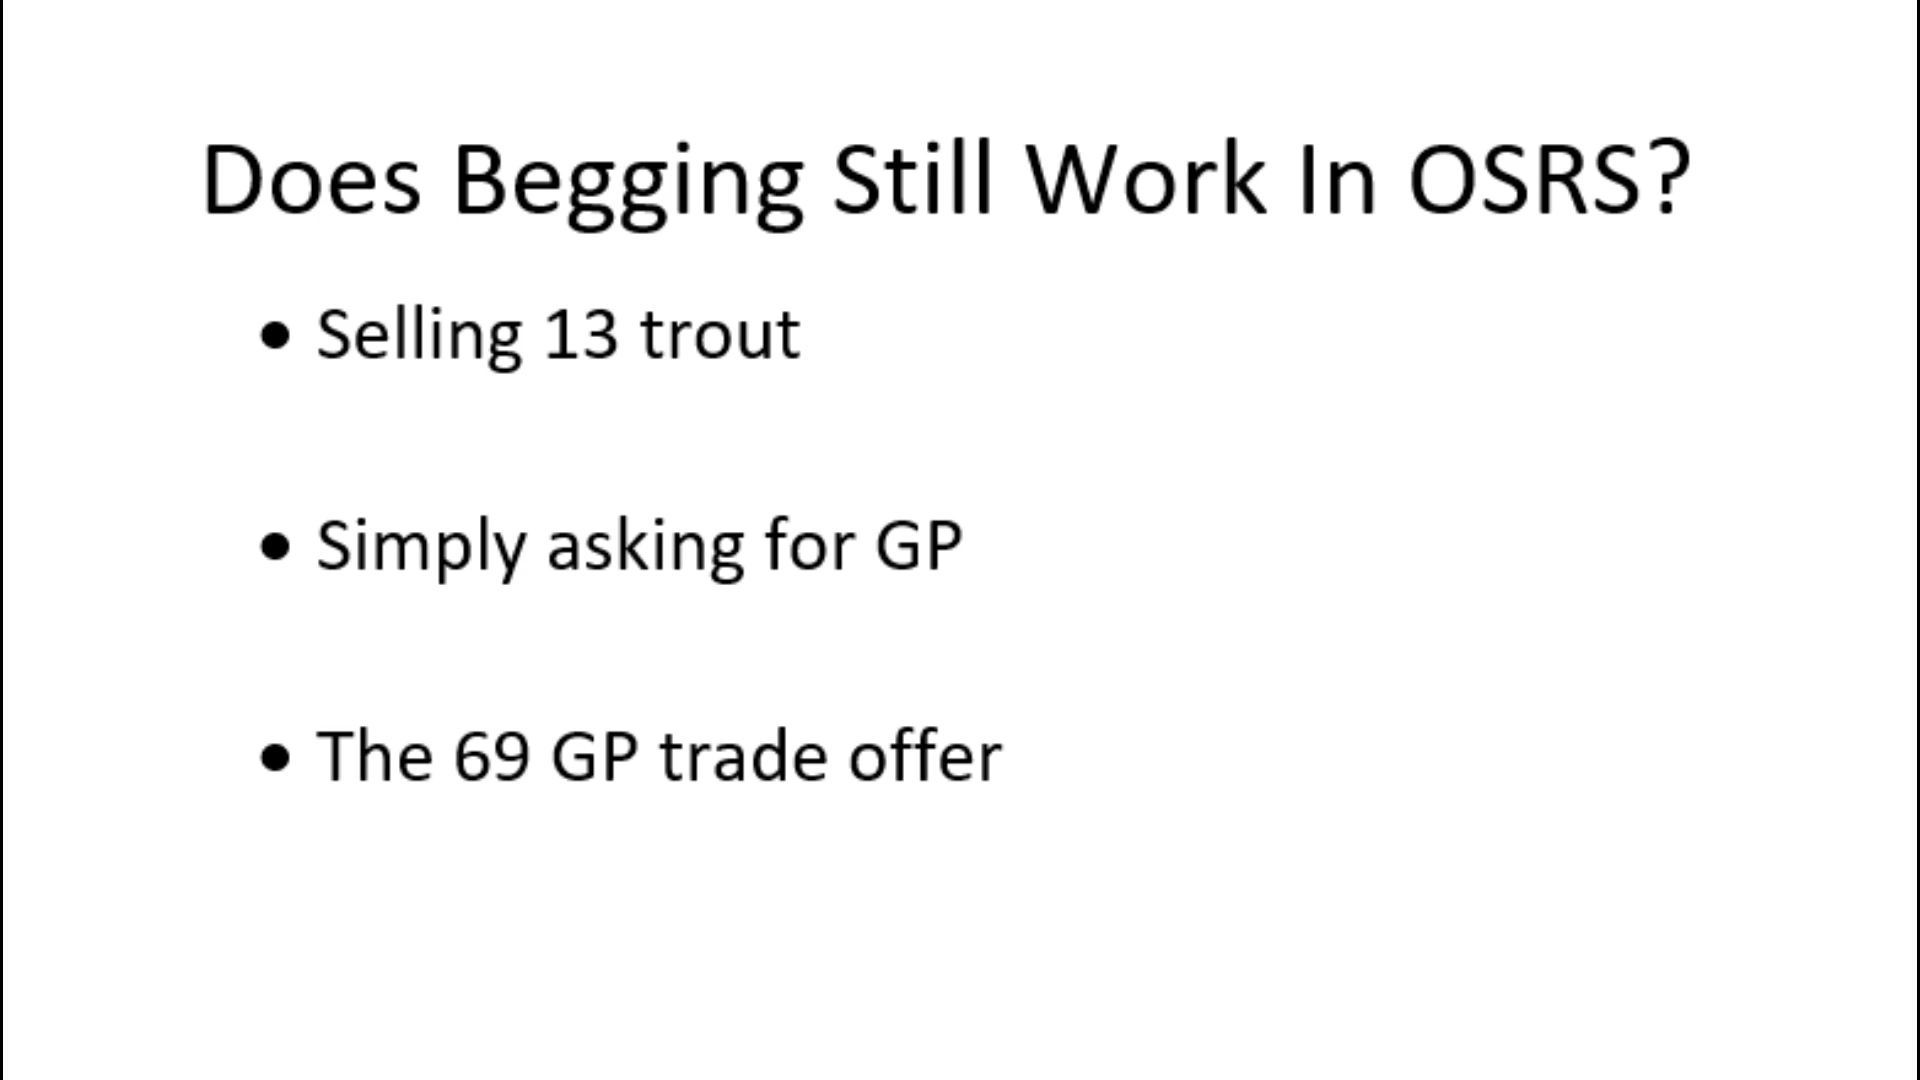 Does Begging Still Work In OSRS?
• Selling 13 trout
• Simply asking for GP
• The 69 GP trade offer